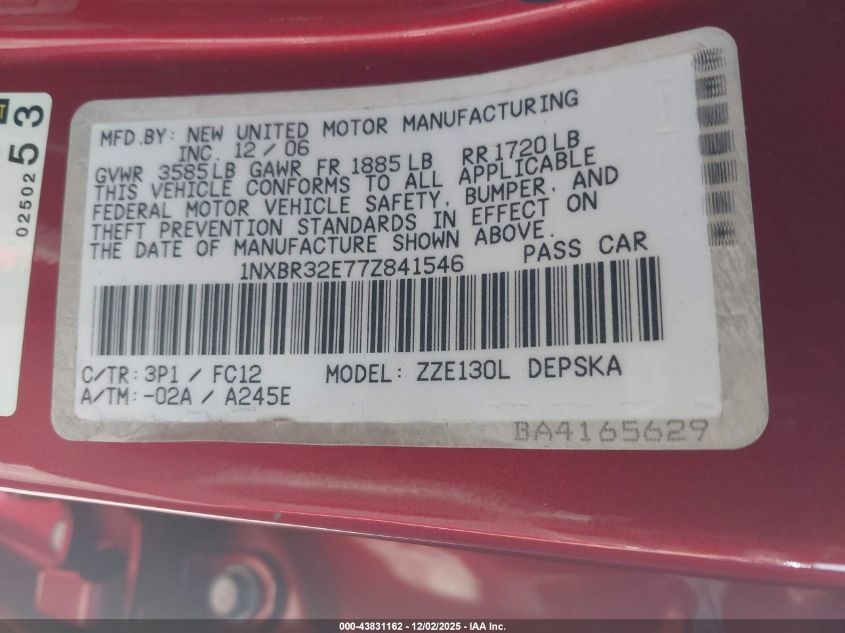 MFD.BY: NEW UNITED MOTOR MANUFACTURING
INC. 12/06
GVWR 3585LB GAWR FR 1885LB RR1720LB
THIS VEHICLE CONFORMS TO ALL APPLICABLE
FEDERAL MOTOR VEHICLE SAFETY, BUMPER, AND
THEFT PREVENTION STANDARDS IN EFFECT ON
THE DATE OF MANUFACTURE SHOWN ABOVE.
1NXBR32E77Z841546 PASS CAR
C/TR: 3P1 / FC12 MODEL: ZZE130L DEPSKA
A/TM: -02A / A245E
BA4165629
02502 53
000-43831162 - 12/02/2025 - IAA Inc.